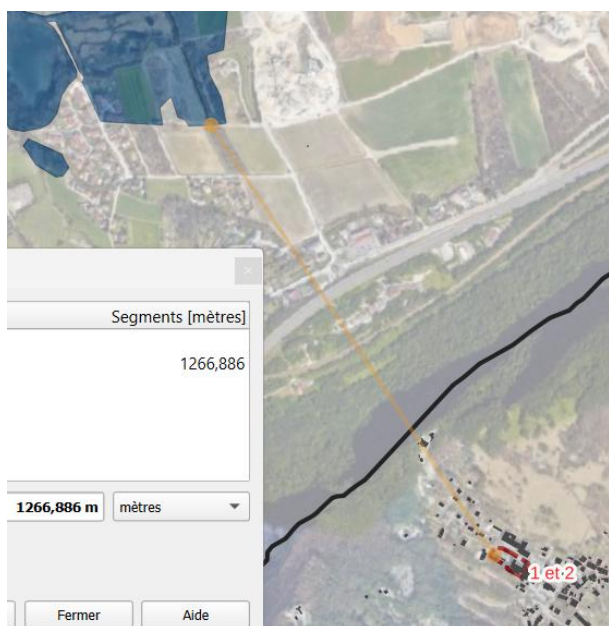 Segments [mètres]
1266,886
1266,886 m mètres
1 et 2
Fermer Aide